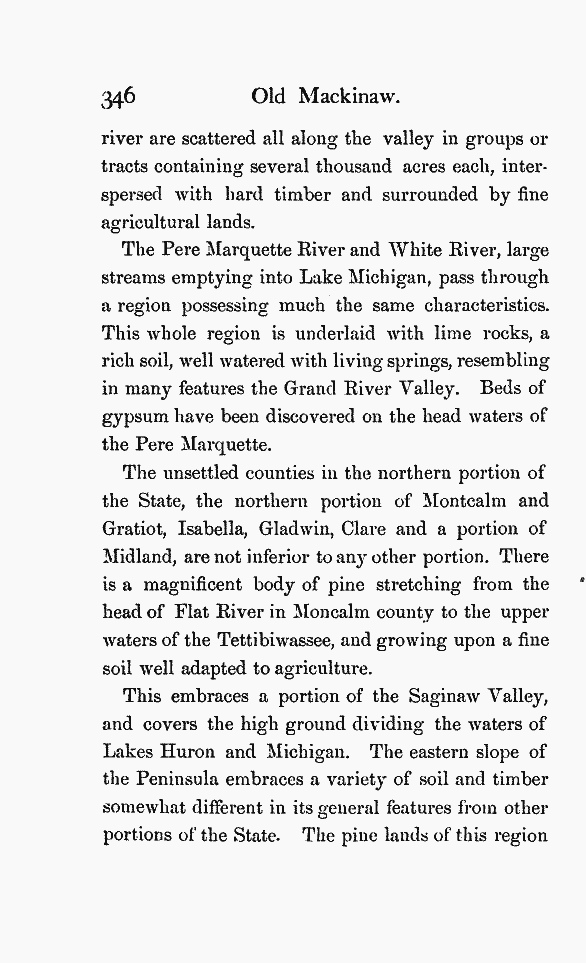 346 Old Mackinaw.
river are scattered all along the valley in groups or
tracts containing several thousand acres each, inter-
spersed with hard timber and surrounded by fine
agricultural lands.
The Pere Marquette River and White River, large
streams emptying into Lake Michigan, pass through
a region possessing much the same characteristics.
This whole region is underlaid with lime rocks, a
rich soil, well watered with living springs, resembling
in many features the Grand River Valley. Beds of
gypsum have been discovered on the head waters of
the Pere Marquette.
The unsettled counties in the northern portion of
the State, the northern portion of Montcalm and
Gratiot, Isabella, Gladwin, Clare and a portion of
Midland, are not inferior to any other portion. There
is a magnificent body of pine stretching from the
head of Flat River in Moncalm county to the upper
waters of the Tettibiwassee, and growing upon a fine
soil well adapted to agriculture.
This embraces a portion of the Saginaw Valley,
and covers the high ground dividing the waters of
Lakes Huron and Michigan. The eastern slope of
the Peninsula embraces a variety of soil and timber
somewhat different in its general features from other
portions of the State. The pine lands of this region